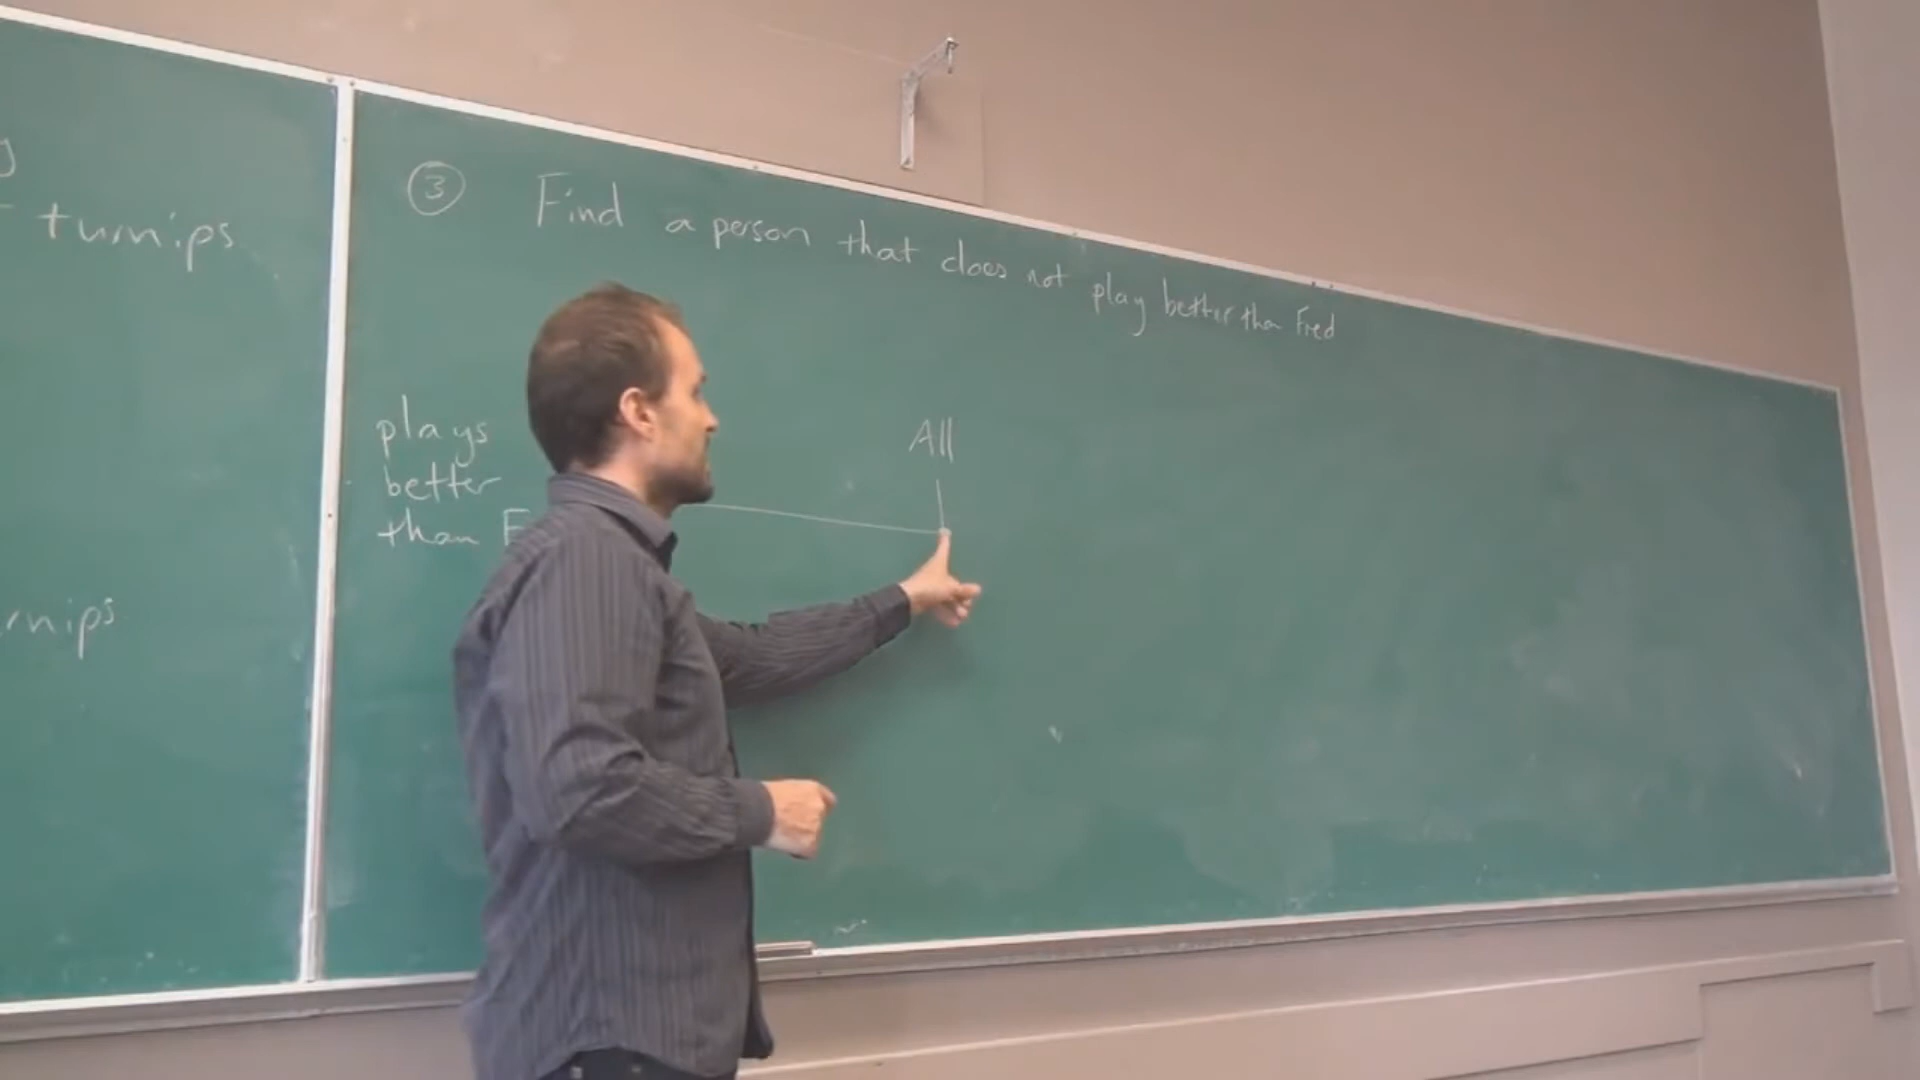 turnips
rnips
③ Find a person that does not play better than Fred
plays
better
than F
All